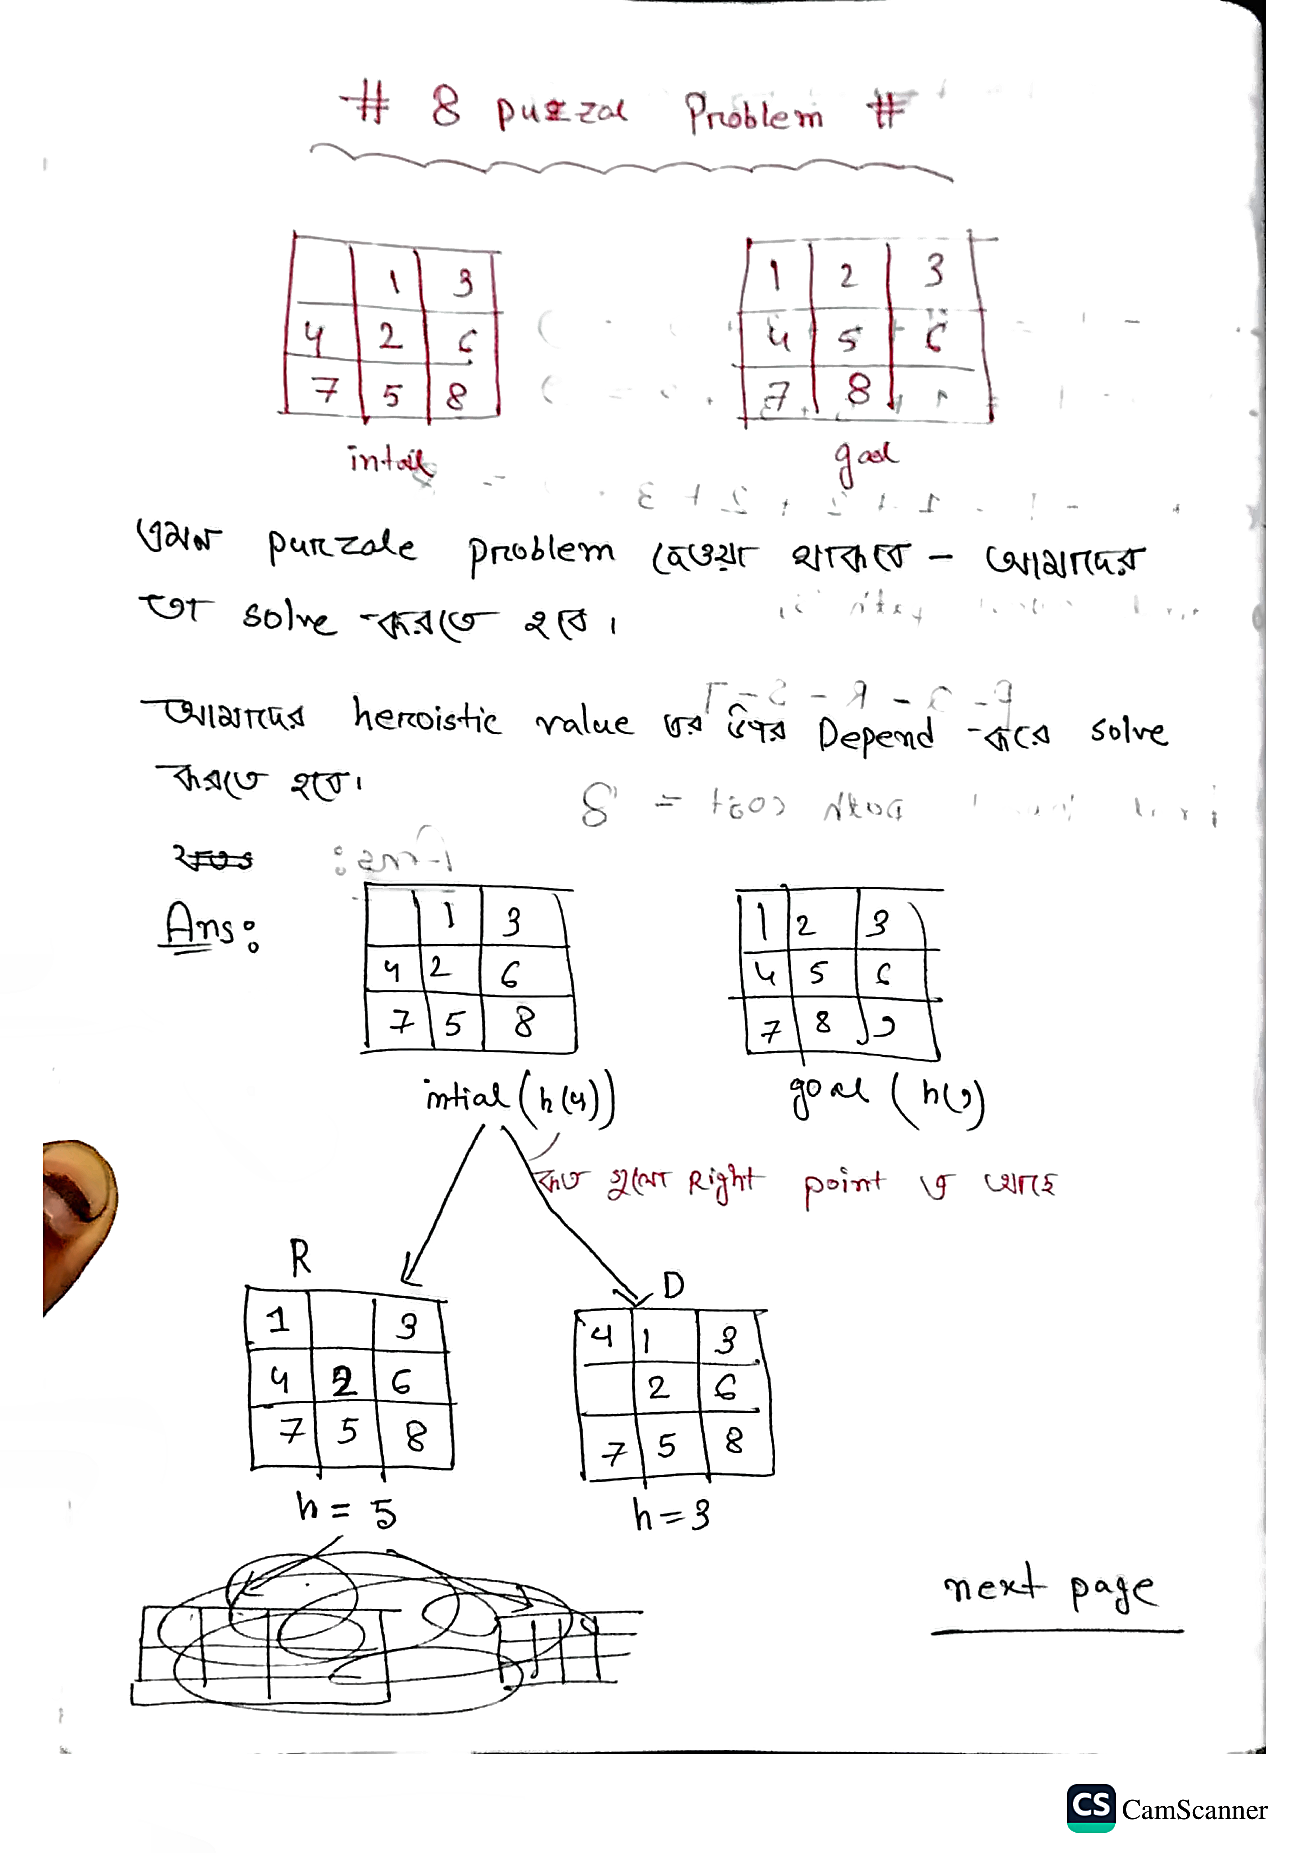 # 8 puzzal Problem #
1 3
4 2 6
7 5 8
1 2 3
4 5 6
7 8
intail
goal
এমন purzzale problem দেওয়া থাকবে - আমাদের
তা solve করতে হবে।
আমাদের heroistic value এর উপর Depend করে solve
করতে হবে।
Ans:
1 3
4 2 6
7 5 8
1 2 3
4 5 6
7 8
intial (h(4))
goal (h( ))
কত গুলো Right point এ আছে
R
D
1 3
4 2 6
7 5 8
4 1 3
2 6
7 5 8
h = 5
h = 3
next page
CS CamScanner